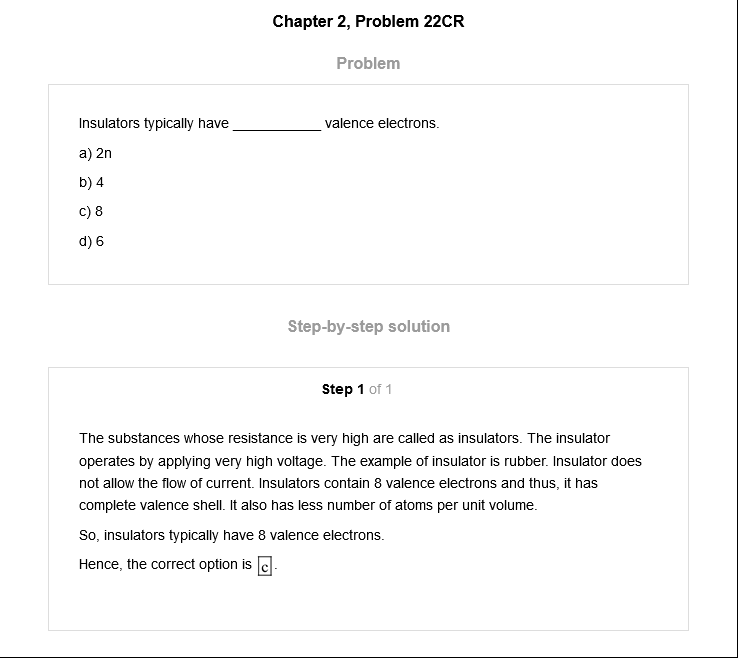 Chapter 2, Problem 22CR
Problem
Insulators typically have ___________ valence electrons.
a) 2n
b) 4
c) 8
d) 6
Step-by-step solution
Step 1 of 1
The substances whose resistance is very high are called as insulators. The insulator
operates by applying very high voltage. The example of insulator is rubber. Insulator does
not allow the flow of current. Insulators contain 8 valence electrons and thus, it has
complete valence shell. It also has less number of atoms per unit volume.
So, insulators typically have 8 valence electrons.
Hence, the correct option is c.